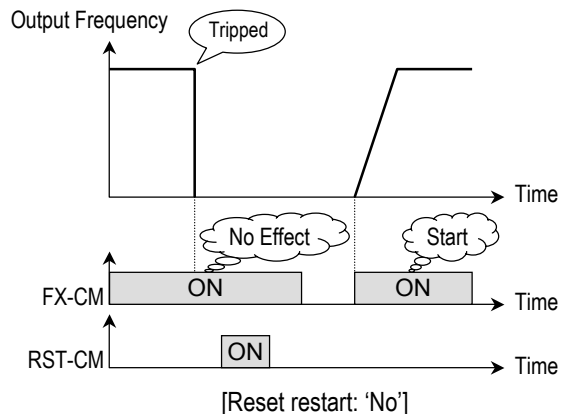 Output Frequency
Tripped
Time
No Effect
Start
FX-CM
ON
ON
Time
RST-CM
ON
Time
[Reset restart: ‘No’]